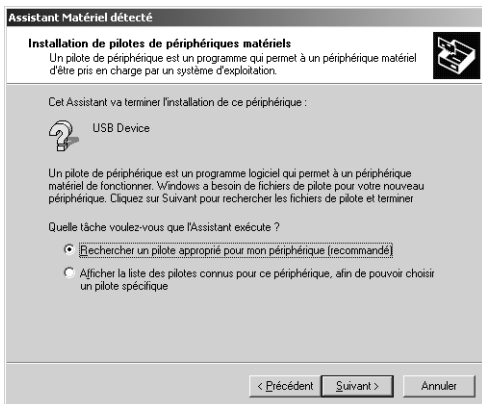 Assistant Matériel détecté
Installation de pilotes de périphériques matériels
Un pilote de périphérique est un programme qui permet à un périphérique matériel
d'être pris en charge par un système d'exploitation.
Cet Assistant va terminer l'installation de ce périphérique :
USB Device
Un pilote de périphérique est un programme logiciel qui permet à un périphérique
matériel de fonctionner. Windows a besoin de fichiers de pilote pour votre nouveau
périphérique. Cliquez sur Suivant pour rechercher les fichiers de pilote et terminer
Quelle tâche voulez-vous que l'Assistant exécute ?
Rechercher un pilote approprié pour mon périphérique (recommandé)
Afficher la liste des pilotes connus pour ce périphérique, afin de pouvoir choisir
un pilote spécifique
< Précédent Suivant > Annuler